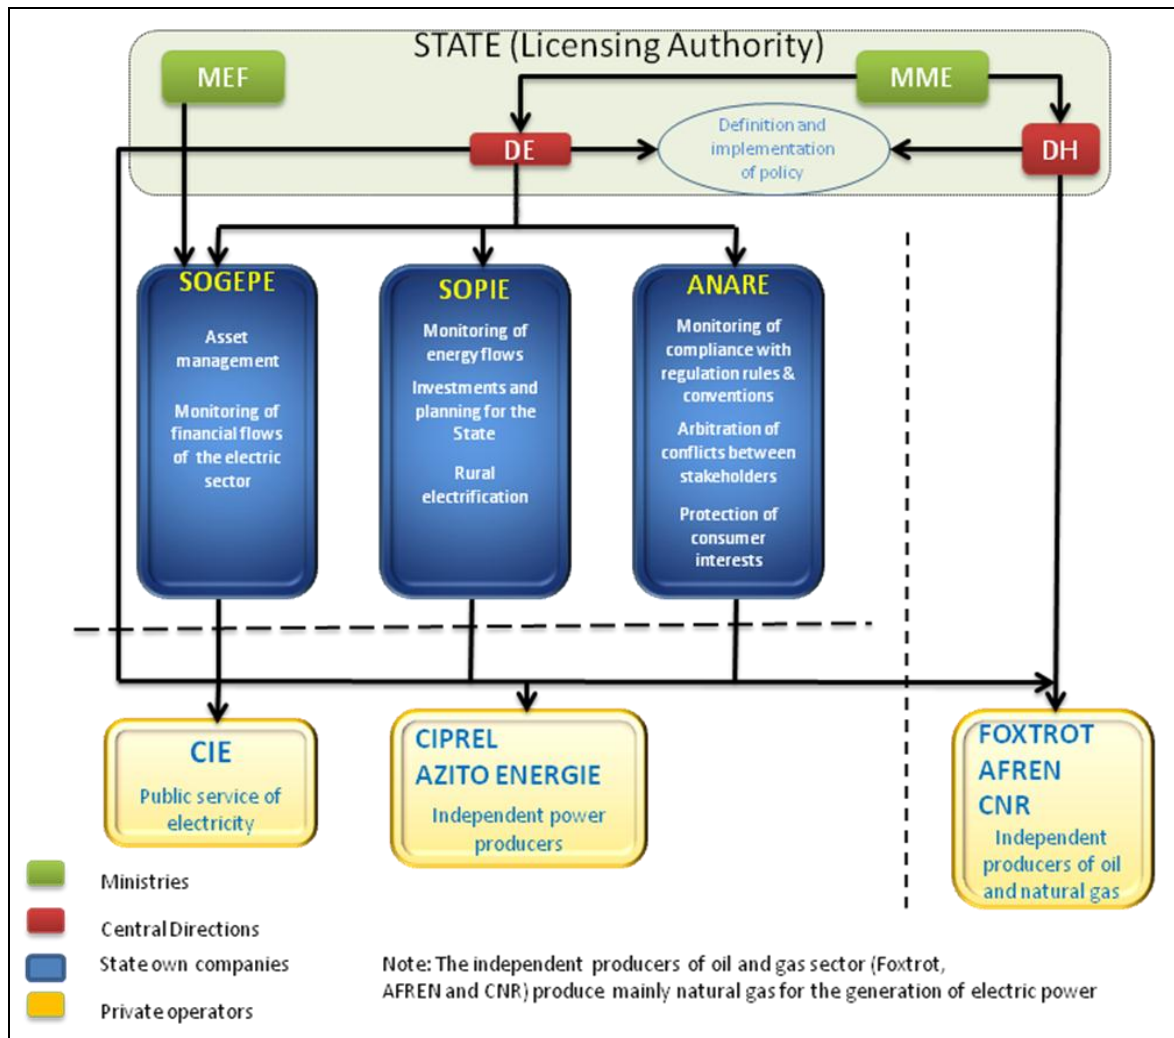 STATE (Licensing Authority)
MEF
MME
DE
Definition and
implementation
of policy
DH
SOGEPE
Asset
management
Monitoring of
financial flows
of the electric
sector
SOPIE
Monitoring of
energy flows
Investments and
planning for the
State
Rural
electrification
ANARE
Monitoring of
compliance with
regulation rules &
conventions
Arbitration of
conflicts between
stakeholders
Protection of
consumer
interests
CIE
Public service of
electricity
CIPREL
AZITO ENERGIE
Independent power
producers
FOXTROT
AFREN
CNR
Independent
producers of oil
and natural gas
Ministries
Central Directions
State own companies
Private operators
Note: The independent producers of oil and gas sector (Foxtrot,
AFREN and CNR) produce mainly natural gas for the generation of electric power